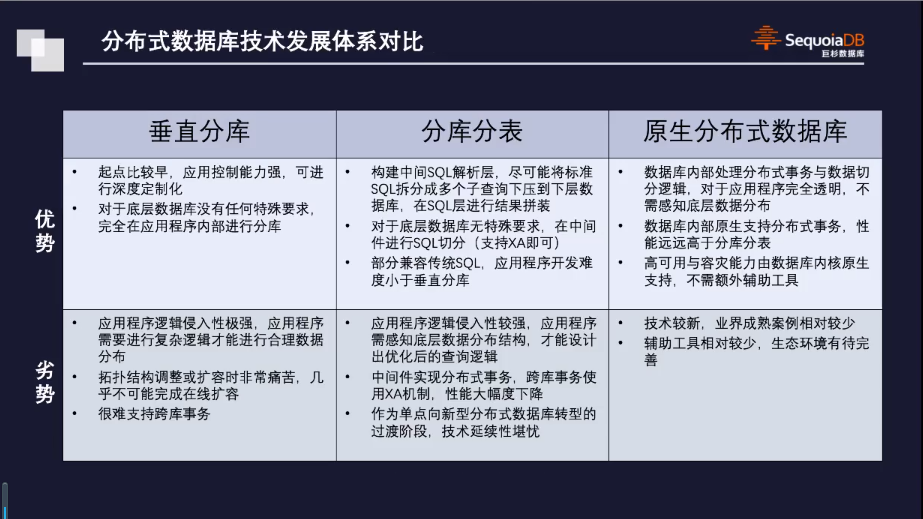 分布式数据库技术发展体系对比
SequoiaDB
巨杉数据库
垂直分库
分库分表
原生分布式数据库
优势
• 起点比较早，应用控制能力强，可进
行深度定制化
• 对于底层数据库没有任何特殊要求，
完全在应用程序内部进行分库
• 构建中间SQL解析层，尽可能将标准
SQL拆分成多个子查询下压到下层数
据库，在SQL层进行结果拼装
• 对于底层数据库无特殊要求，在中间
件进行SQL切分（支持XA即可）
• 部分兼容传统SQL，应用程序开发难
度小于垂直分库
• 数据库内部处理分布式事务与数据切
分逻辑，对于应用程序完全透明，不
需感知底层数据分布
• 数据库内部原生支持分布式事务，性
能远远高于分库分表
• 高可用与容灾能力由数据库内核原生
支持，不需额外辅助工具
劣势
• 应用程序逻辑侵入性极强，应用程序
需要进行复杂逻辑才能进行合理数据
分布
• 拓扑结构调整或扩容时非常痛苦，几
乎不可能完成在线扩容
• 很难支持跨库事务
• 应用程序逻辑侵入性较强，应用程序
需感知底层数据分布结构，才能设计
出优化后的查询逻辑
• 中间件实现分布式事务，跨库事务使
用XA机制，性能大幅度下降
• 作为单点向新型分布式数据库转型的
过渡阶段，技术延续性堪忧
• 技术较新，业界成熟案例相对较少
• 辅助工具相对较少，生态环境有待完
善